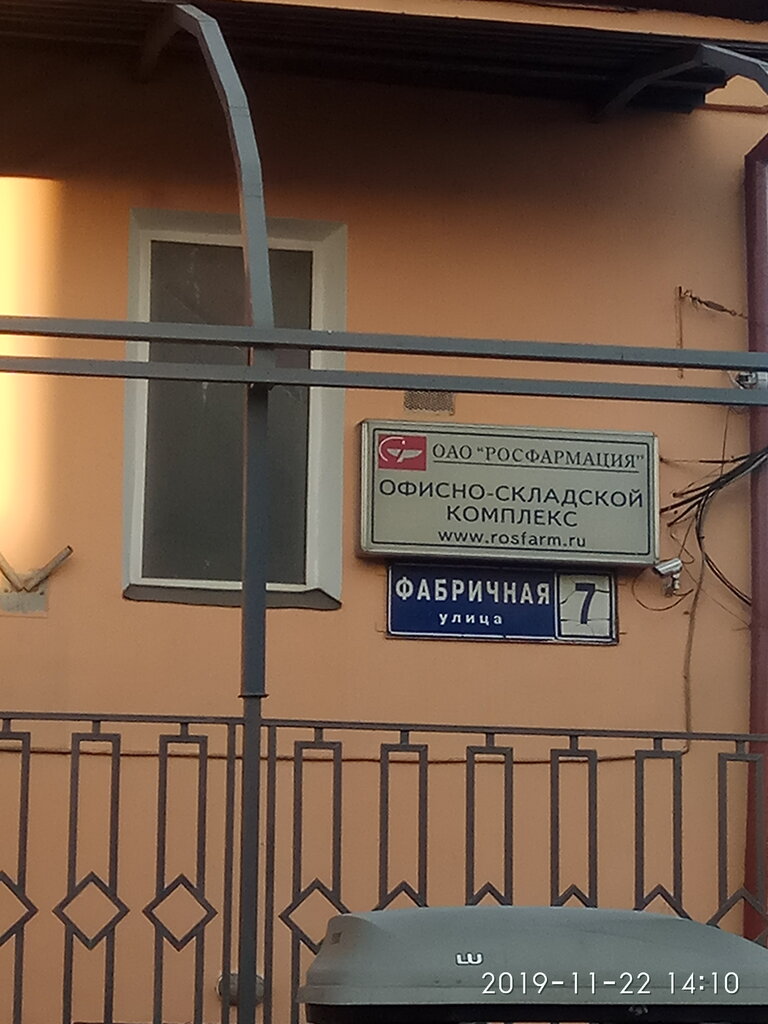 ОАО "РОСФАРМАЦИЯ"
ОФИСНО-СКЛАДСКОЙ
КОМПЛЕКС
www.rosfarm.ru
ФАБРИЧНАЯ 7
улица
2019-11-22 14:10